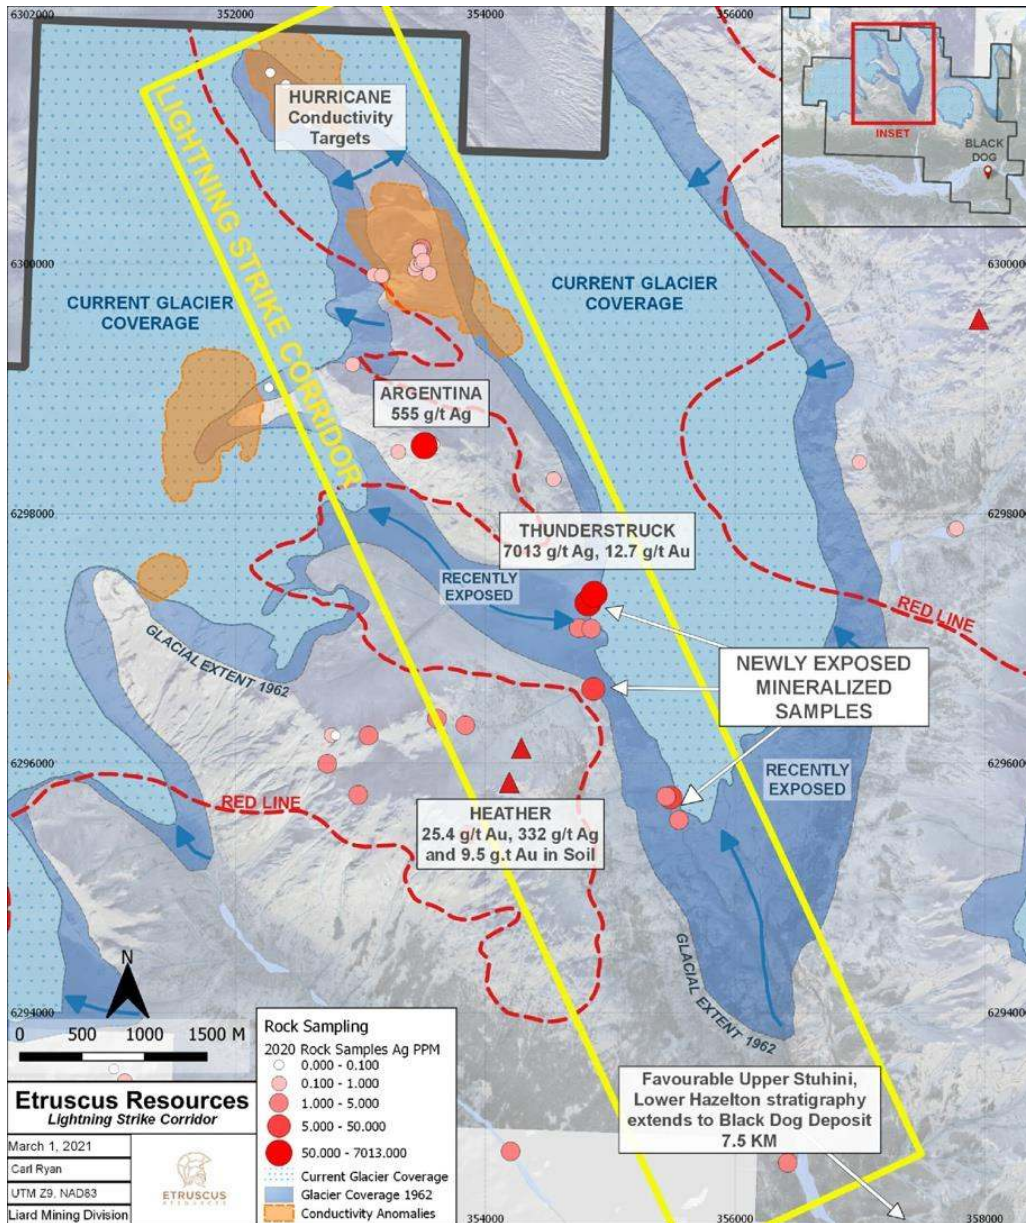 6302000
352000
354000
356000
HURRICANE
Conductivity
Targets
LIGHTNING STRIKE CORRIDOR
INSET
BLACK
DOG
6300000
6300000
CURRENT GLACIER
COVERAGE
CURRENT GLACIER
COVERAGE
ARGENTINA
555 g/t Ag
6298000
6298000
THUNDERSTRUCK
7013 g/t Ag, 12.7 g/t Au
RECENTLY
EXPOSED
RED LINE
GLACIAL EXTENT 1962
NEWLY EXPOSED
MINERALIZED
SAMPLES
6296000
6296000
RECENTLY
EXPOSED
RED LINE
HEATHER
25.4 g/t Au, 332 g/t Ag
and 9.5 g.t Au in Soil
GLACIAL EXTENT 1962
N
6294000
6294000
0 500 1000 1500 M
Rock Sampling
2020 Rock Samples Ag PPM
0.000 - 0.100
0.100 - 1.000
1.000 - 5.000
5.000 - 50.000
50.000 - 7013.000
Current Glacier Coverage
Glacier Coverage 1962
Conductivity Anomalies
Favourable Upper Stuhini,
Lower Hazelton stratigraphy
extends to Black Dog Deposit
7.5 KM
Etruscus Resources
Lightning Strike Corridor
March 1, 2021
Carl Ryan
UTM Z9, NAD83
Liard Mining Division
ETRUSCUS
RESOURCES
354000
356000
358000